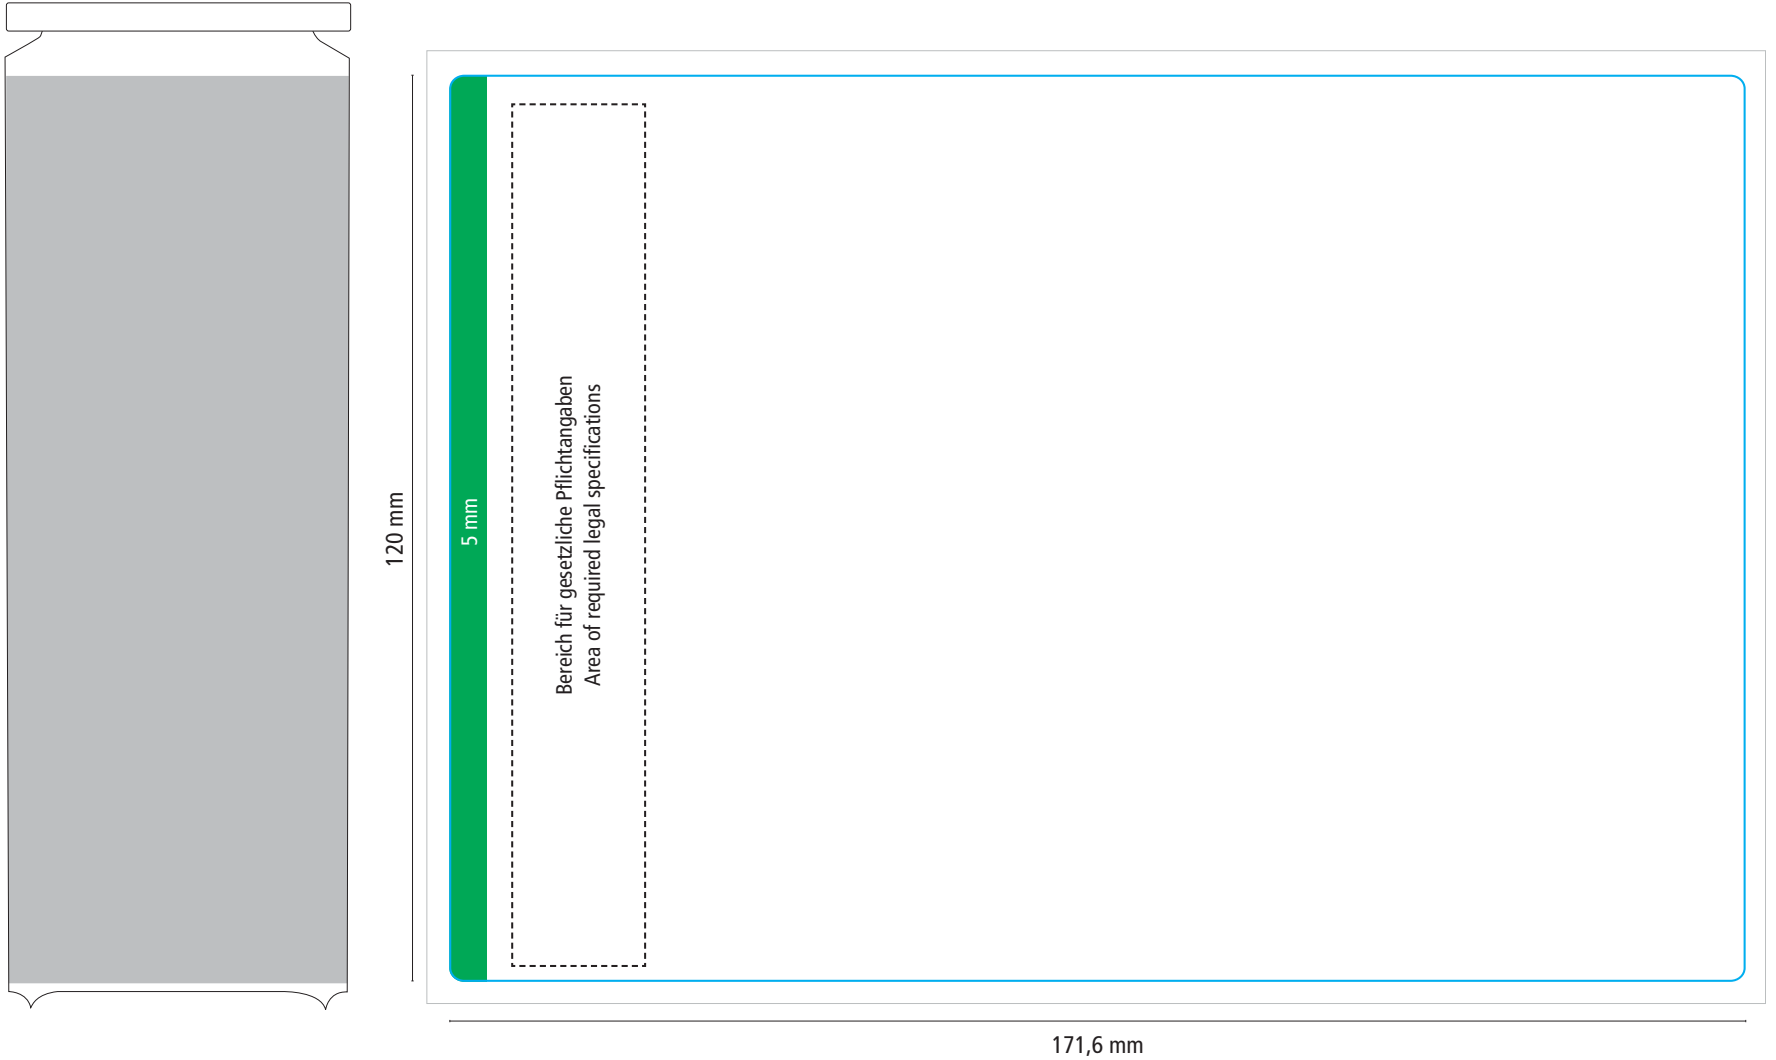 120 mm
5 mm
Bereich für gesetzliche Pflichtangaben
Area of required legal specifications
171,6 mm